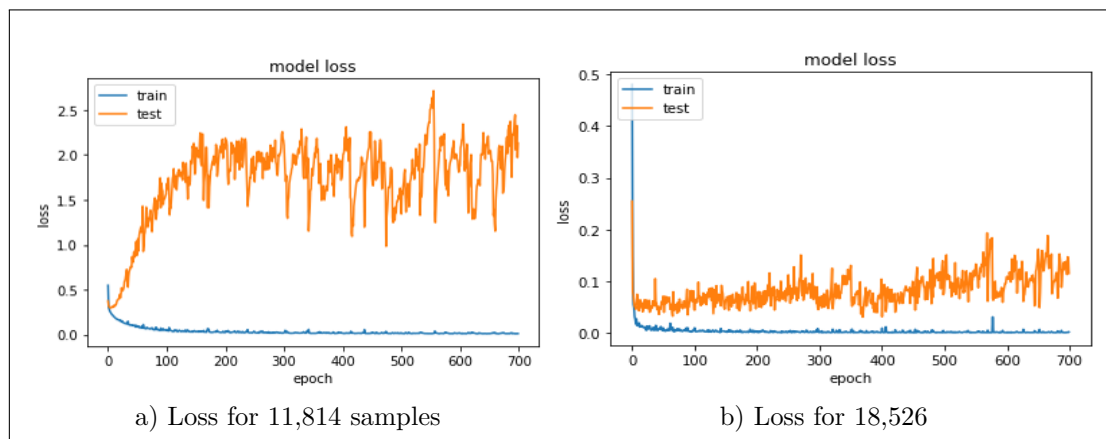 model loss
train
test
2.5
2.0
1.5
1.0
0.5
0.0
loss
0 100 200 300 400 500 600 700
epoch
a) Loss for 11,814 samples
model loss
train
test
0.5
0.4
0.3
0.2
0.1
0.0
loss
0 100 200 300 400 500 600 700
epoch
b) Loss for 18,526